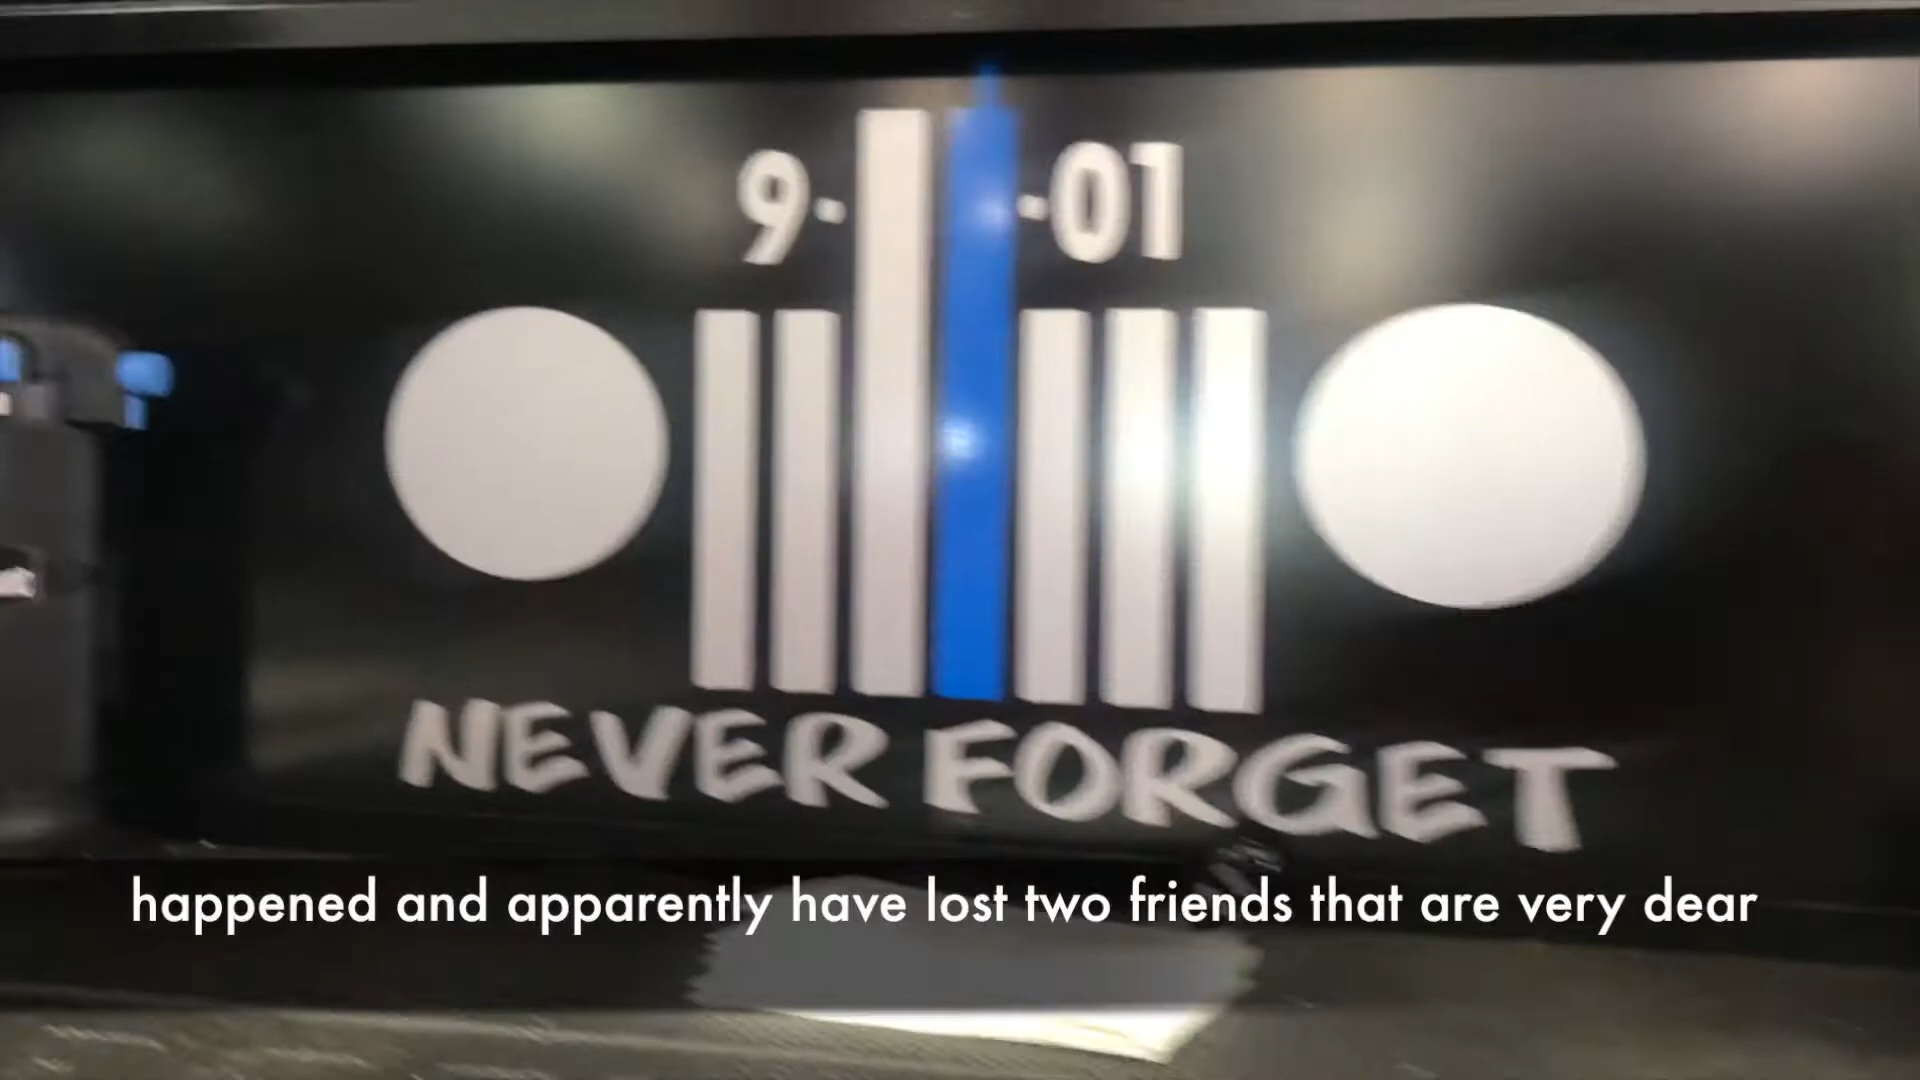 9- -01
NEVER FORGET
happened and apparently have lost two friends that are very dear